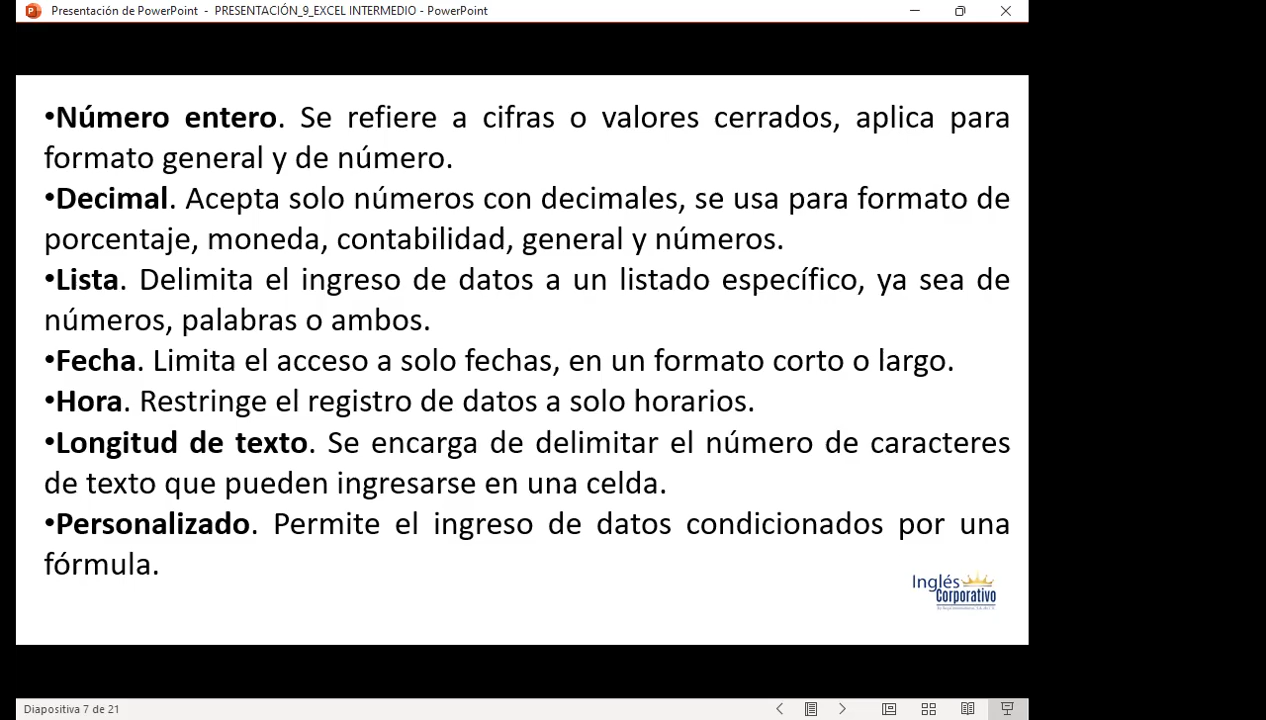 Presentación de PowerPoint - PRESENTACIÓN_9_EXCEL INTERMEDIO - PowerPoint
•Número entero. Se refiere a cifras o valores cerrados, aplica para
formato general y de número.
•Decimal. Acepta solo números con decimales, se usa para formato de
porcentaje, moneda, contabilidad, general y números.
•Lista. Delimita el ingreso de datos a un listado específico, ya sea de
números, palabras o ambos.
•Fecha. Limita el acceso a solo fechas, en un formato corto o largo.
•Hora. Restringe el registro de datos a solo horarios.
•Longitud de texto. Se encarga de delimitar el número de caracteres
de texto que pueden ingresarse en una celda.
•Personalizado. Permite el ingreso de datos condicionados por una
fórmula.
Inglés
Corporativo
Diapositiva 7 de 21